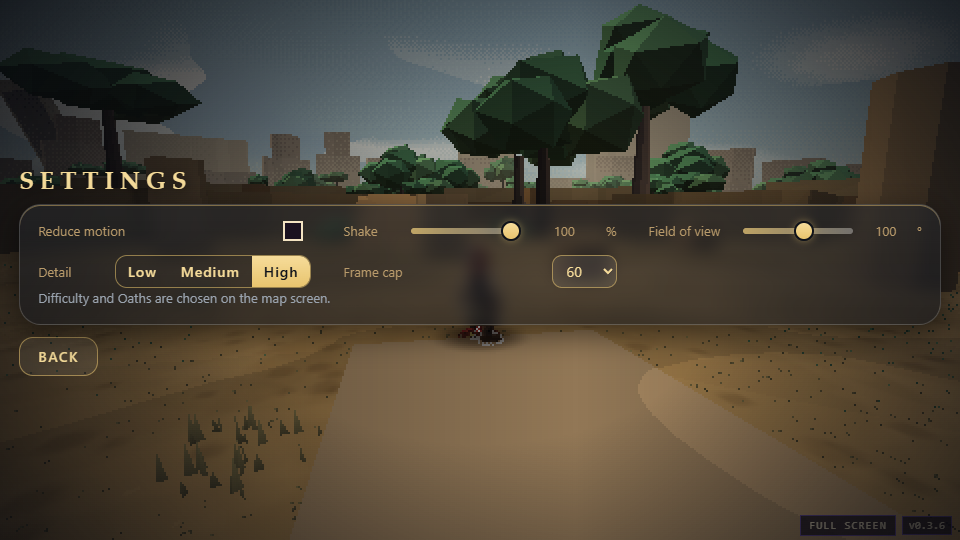 SETTINGS
Reduce motion Shake 100 % Field of view 100 °
Detail Low Medium High Frame cap 60
Difficulty and Oaths are chosen on the map screen.
BACK
FULL SCREEN v0.3.6